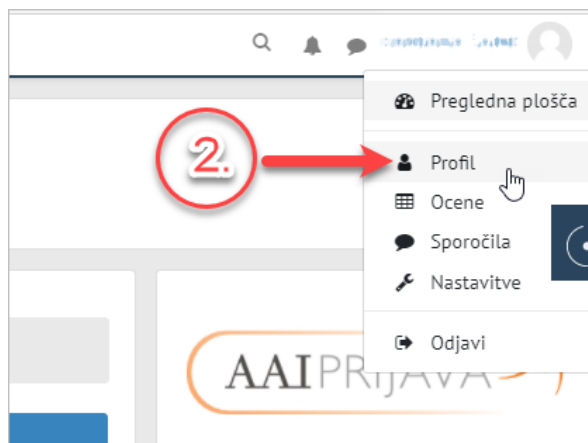 Pregledna plošča
2.
Profil
Ocene
Sporočila
Nastavitve
Odjavi
AAIPRIJAVA